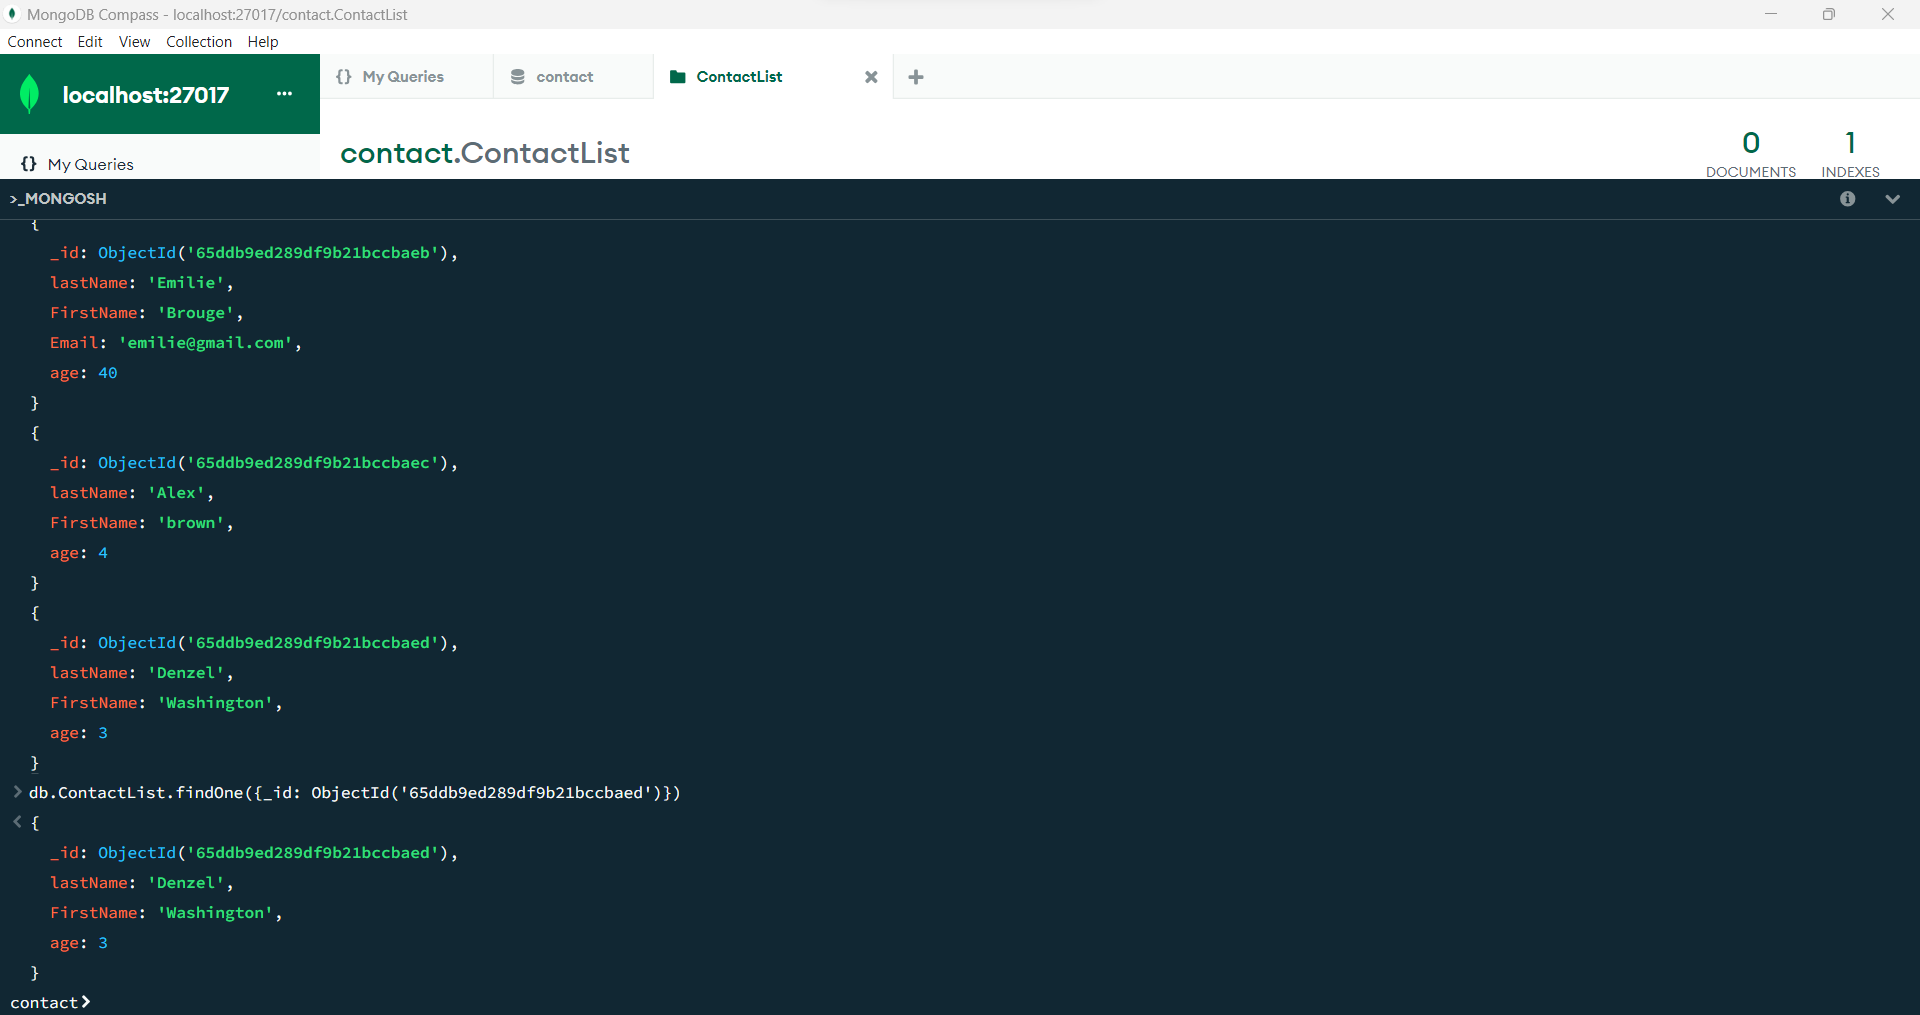 MongoDB Compass - localhost:27017/contact.ContactList
Connect Edit View Collection Help
localhost:27017 ...
{} My Queries
contact
ContactList
{} My Queries
contact.ContactList
0
DOCUMENTS
1
INDEXES
>_MONGOSH
{
_id: ObjectId('65ddb9ed289df9b21bccbaeb'),
lastName: 'Emilie',
FirstName: 'Brouge',
Email: 'emilie@gmail.com',
age: 40
}
{
_id: ObjectId('65ddb9ed289df9b21bccbaec'),
lastName: 'Alex',
FirstName: 'brown',
age: 4
}
{
_id: ObjectId('65ddb9ed289df9b21bccbaed'),
lastName: 'Denzel',
FirstName: 'Washington',
age: 3
}
> db.ContactList.findOne({_id: ObjectId('65ddb9ed289df9b21bccbaed')})
< {
_id: ObjectId('65ddb9ed289df9b21bccbaed'),
lastName: 'Denzel',
FirstName: 'Washington',
age: 3
}
contact>